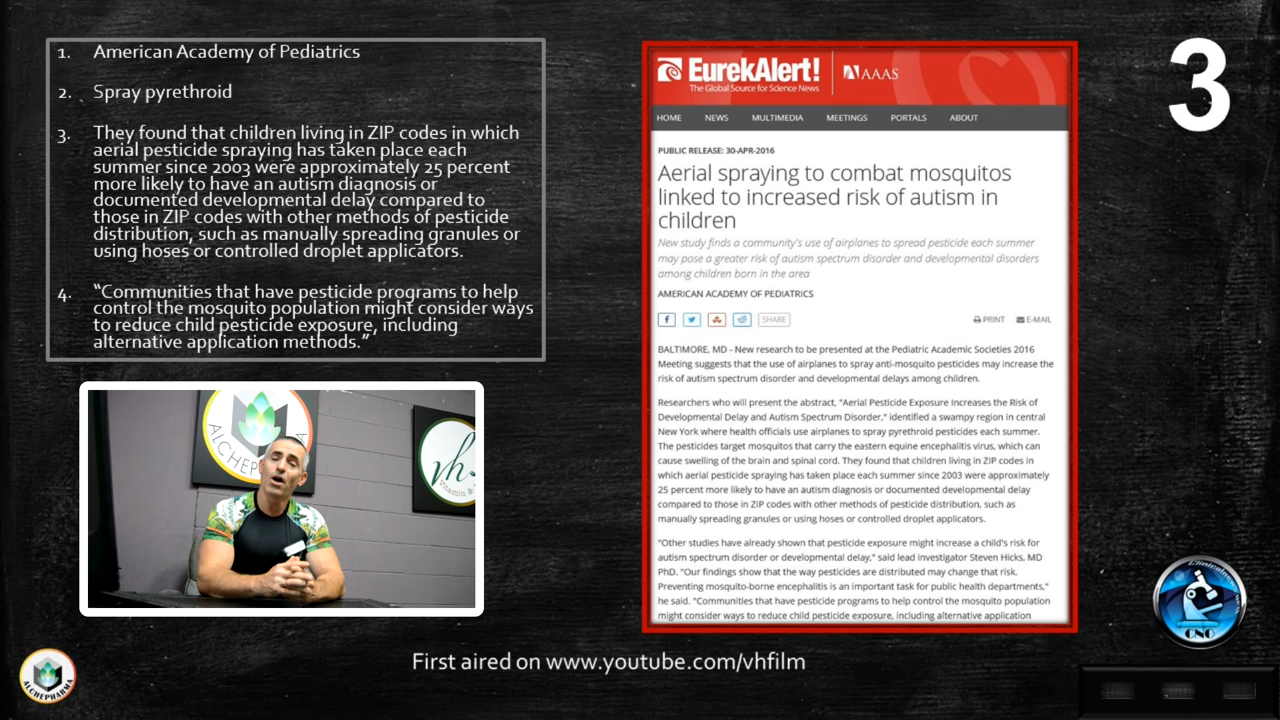 1. American Academy of Pediatrics
2. Spray pyrethroid
3. They found that children living in ZIP codes in which
aerial pesticide spraying has taken place each
summer since 2003 were approximately 25 percent
more likely to have an autism diagnosis or
documented developmental delay compared to
those in ZIP codes with other methods of pesticide
distribution, such as manually spreading granules or
using hoses or controlled droplet applicators.
4. “Communities that have pesticide programs to help
control the mosquito population might consider ways
to reduce child pesticide exposure, including
alternative application methods.”
EurekAlert! AAAS
The Global Source for Science News
HOME NEWS MULTIMEDIA MEETINGS PORTALS ABOUT
PUBLIC RELEASE: 30-APR-2016
Aerial spraying to combat mosquitos
linked to increased risk of autism in
children
New study finds a community's use of airplanes to spread pesticide each summer
may pose a greater risk of autism spectrum disorder and developmental disorders
among children born in the area
AMERICAN ACADEMY OF PEDIATRICS
SHARE PRINT E-MAIL
BALTIMORE, MD - New research to be presented at the Pediatric Academic Societies 2016
Meeting suggests that the use of airplanes to spray anti-mosquito pesticides may increase the
risk of autism spectrum disorder and developmental delays among children.
Researchers who will present the abstract, "Aerial Pesticide Exposure Increases the Risk of
Developmental Delay and Autism Spectrum Disorder," identified a swampy region in central
New York where health officials use airplanes to spray pyrethroid pesticides each summer.
The pesticides target mosquitos that carry the eastern equine encephalitis virus, which can
cause swelling of the brain and spinal cord. They found that children living in ZIP codes in
which aerial pesticide spraying has taken place each summer since 2003 were approximately
25 percent more likely to have an autism diagnosis or documented developmental delay
compared to those in ZIP codes with other methods of pesticide distribution, such as
manually spreading granules or using hoses or controlled droplet applicators.
"Other studies have already shown that pesticide exposure might increase a child's risk for
autism spectrum disorder or developmental delay," said lead investigator Steven Hicks, MD
PhD. "Our findings show that the way pesticides are distributed may change that risk.
Preventing mosquito-borne encephalitis is an important task for public health departments,"
he said. "Communities that have pesticide programs to help control the mosquito population
might consider ways to reduce child pesticide exposure, including alternative application
3
ALCHEP A
vh
Vitamin &
CNO
ALCHEPHARMA
First aired on www.youtube.com/vhfilm